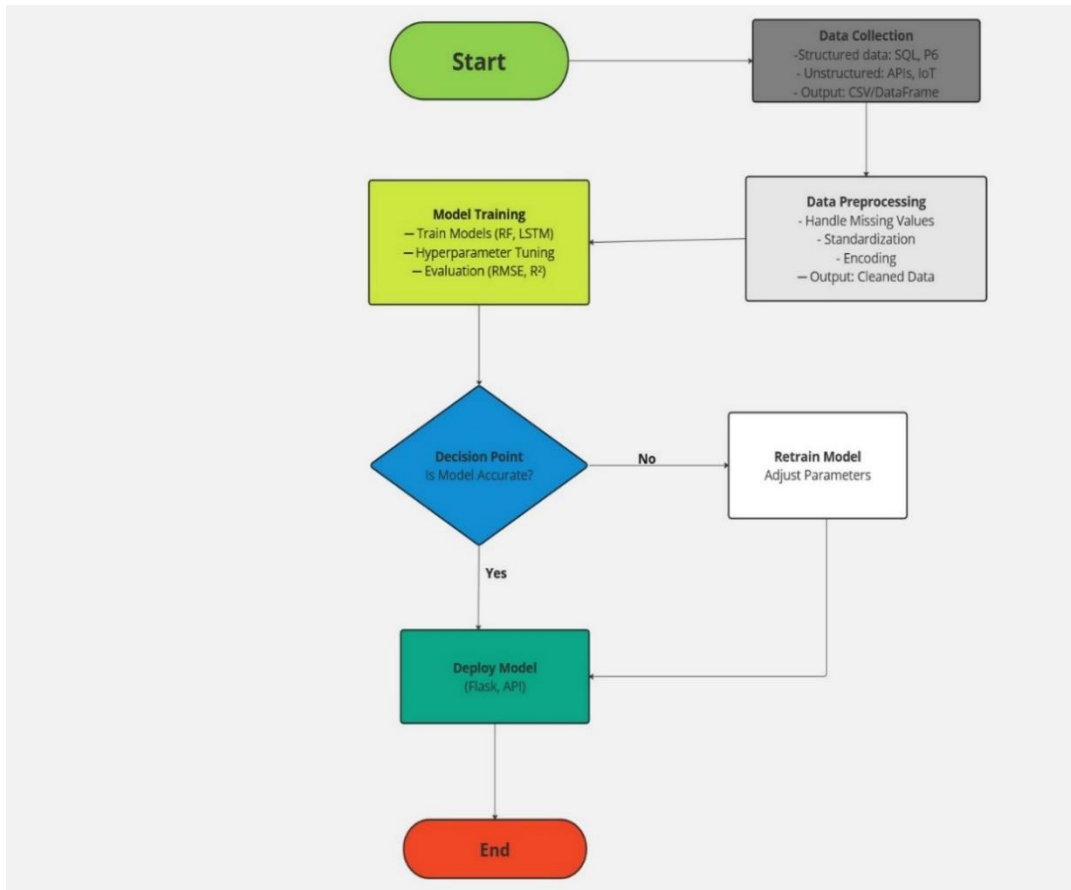 Start
Data Collection
-Structured data: SQL, P6
- Unstructured: APIs, IoT
- Output: CSV/DataFrame
Data Preprocessing
- Handle Missing Values
- Standardization
- Encoding
— Output: Cleaned Data
Model Training
— Train Models (RF, LSTM)
—Hyperparameter Tuning
— Evaluation (RMSE, R²)
Decision Point
Is Model Accurate?
No
Retrain Model
Adjust Parameters
Yes
Deploy Model
(Flask, API)
End